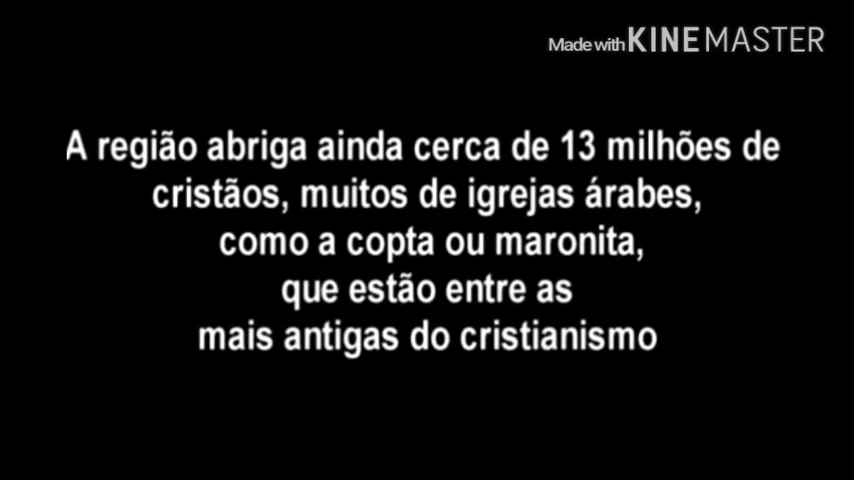 Made with KINEMASTER
A região abriga ainda cerca de 13 milhões de
cristãos, muitos de igrejas árabes,
como a copta ou maronita,
que estão entre as
mais antigas do cristianismo